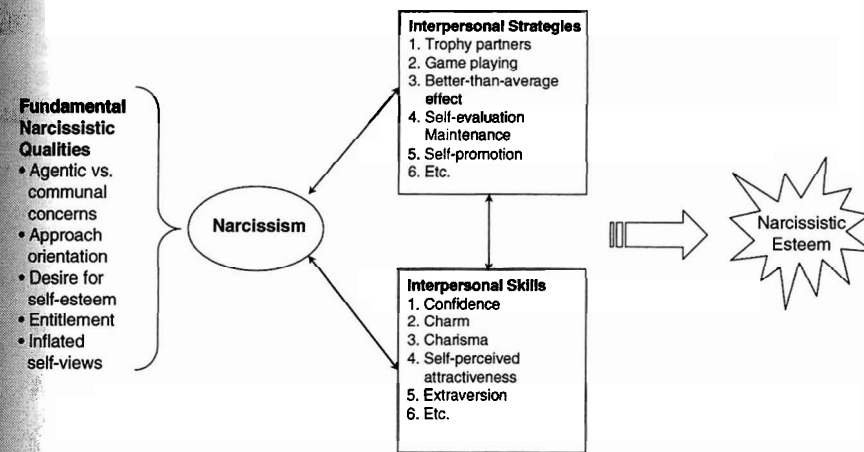 Fundamental
Narcissistic
Qualities
• Agentic vs.
communal
concerns
• Approach
orientation
• Desire for
self-esteem
• Entitlement
• Inflated
self-views
Narcissism
Interpersonal Strategies
1. Trophy partners
2. Game playing
3. Better-than-average
effect
4. Self-evaluation
Maintenance
5. Self-promotion
6. Etc.
Interpersonal Skills
1. Confidence
2. Charm
3. Charisma
4. Self-perceived
attractiveness
5. Extraversion
6. Etc.
Narcissistic
Esteem